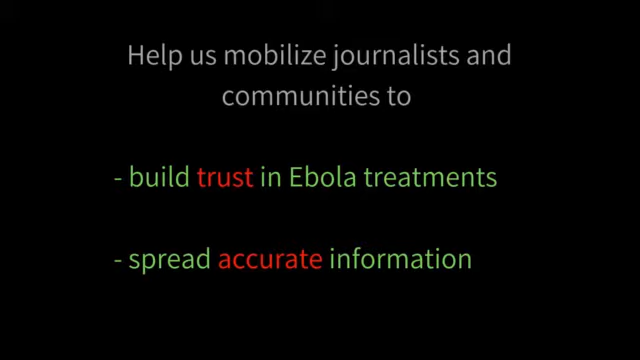 Help us mobilize journalists and
communities to
- build trust in Ebola treatments
- spread accurate information